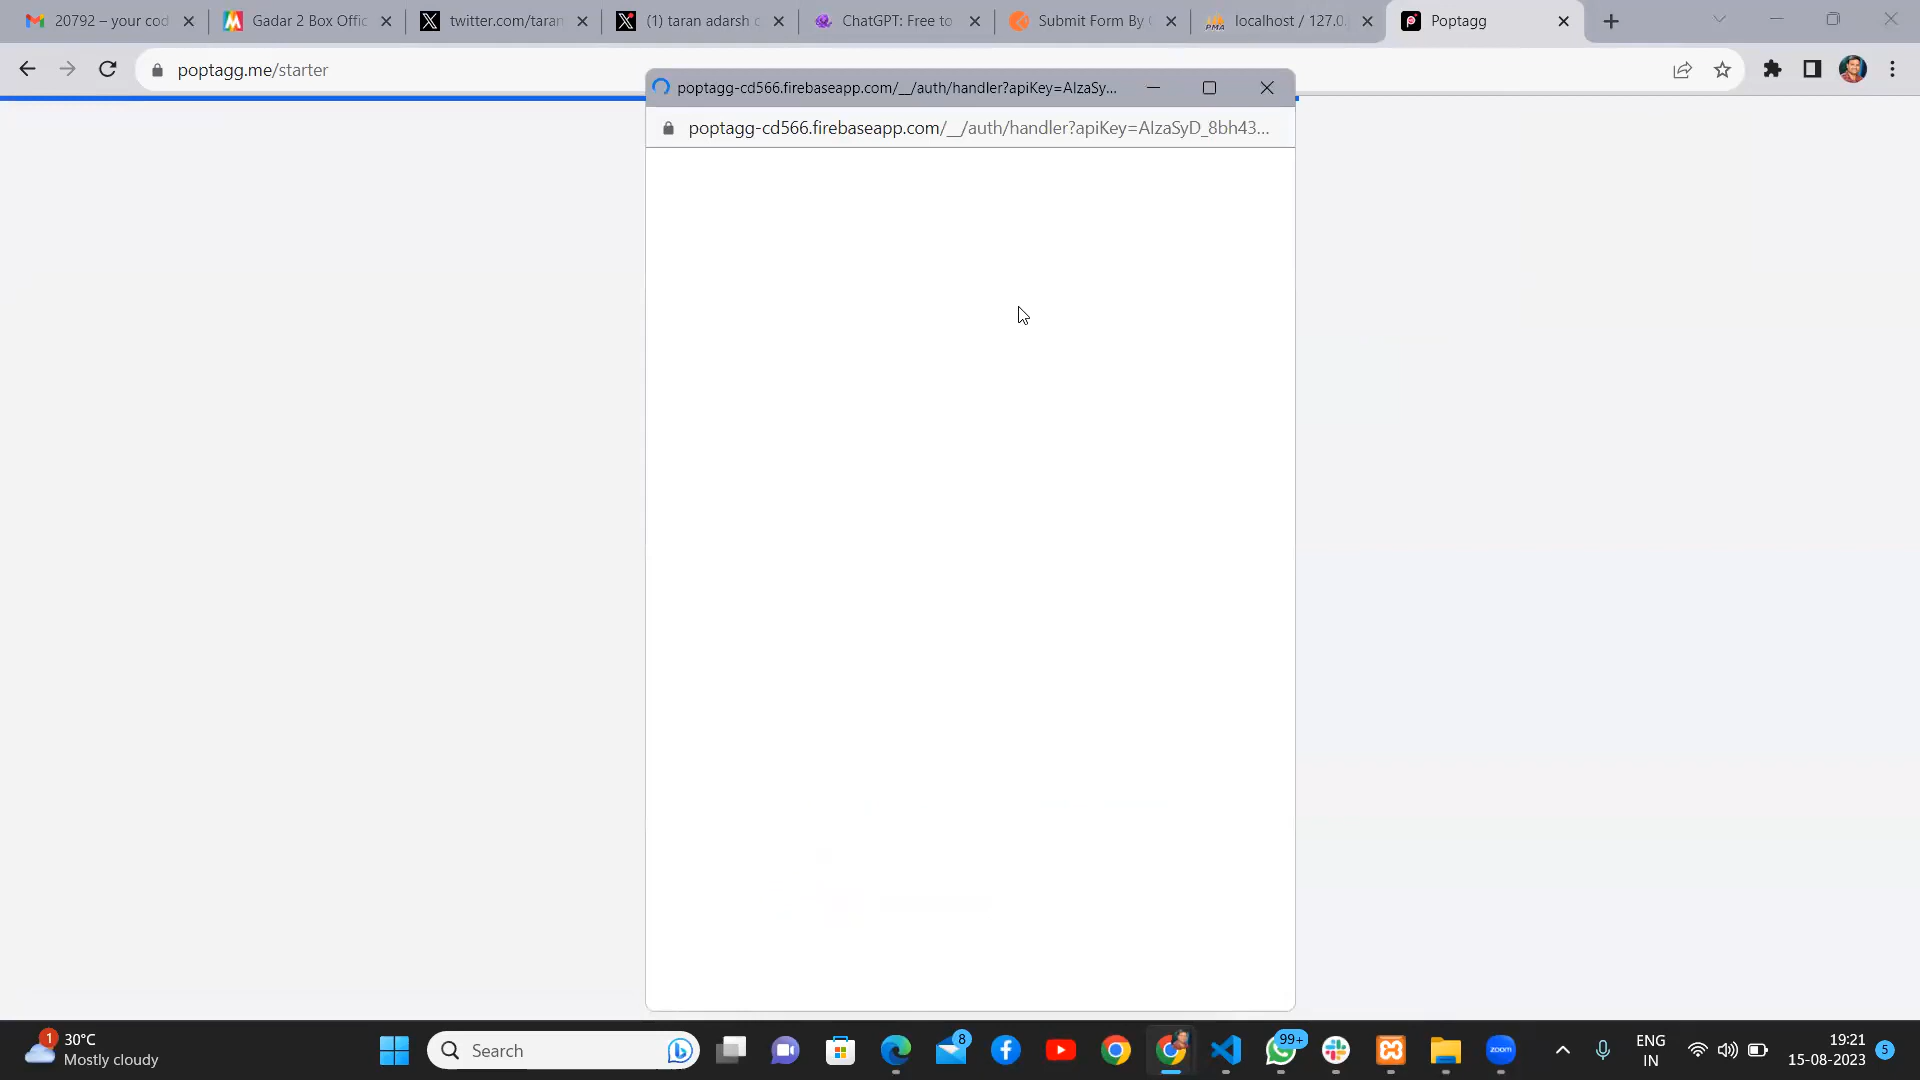 20792 – your cod
Gadar 2 Box Offic
twitter.com/taran
(1) taran adarsh c
ChatGPT: Free to
Submit Form By
localhost / 127.0.
Poptagg
poptagg.me/starter
poptagg-cd566.firebaseapp.com/__/auth/handler?apiKey=AIzaSy...
poptagg-cd566.firebaseapp.com/__/auth/handler?apiKey=AIzaSyD_8bh43...
1
30°C
Mostly cloudy
Search
8
99+
zoom
ENG
IN
19:21
15-08-2023
5